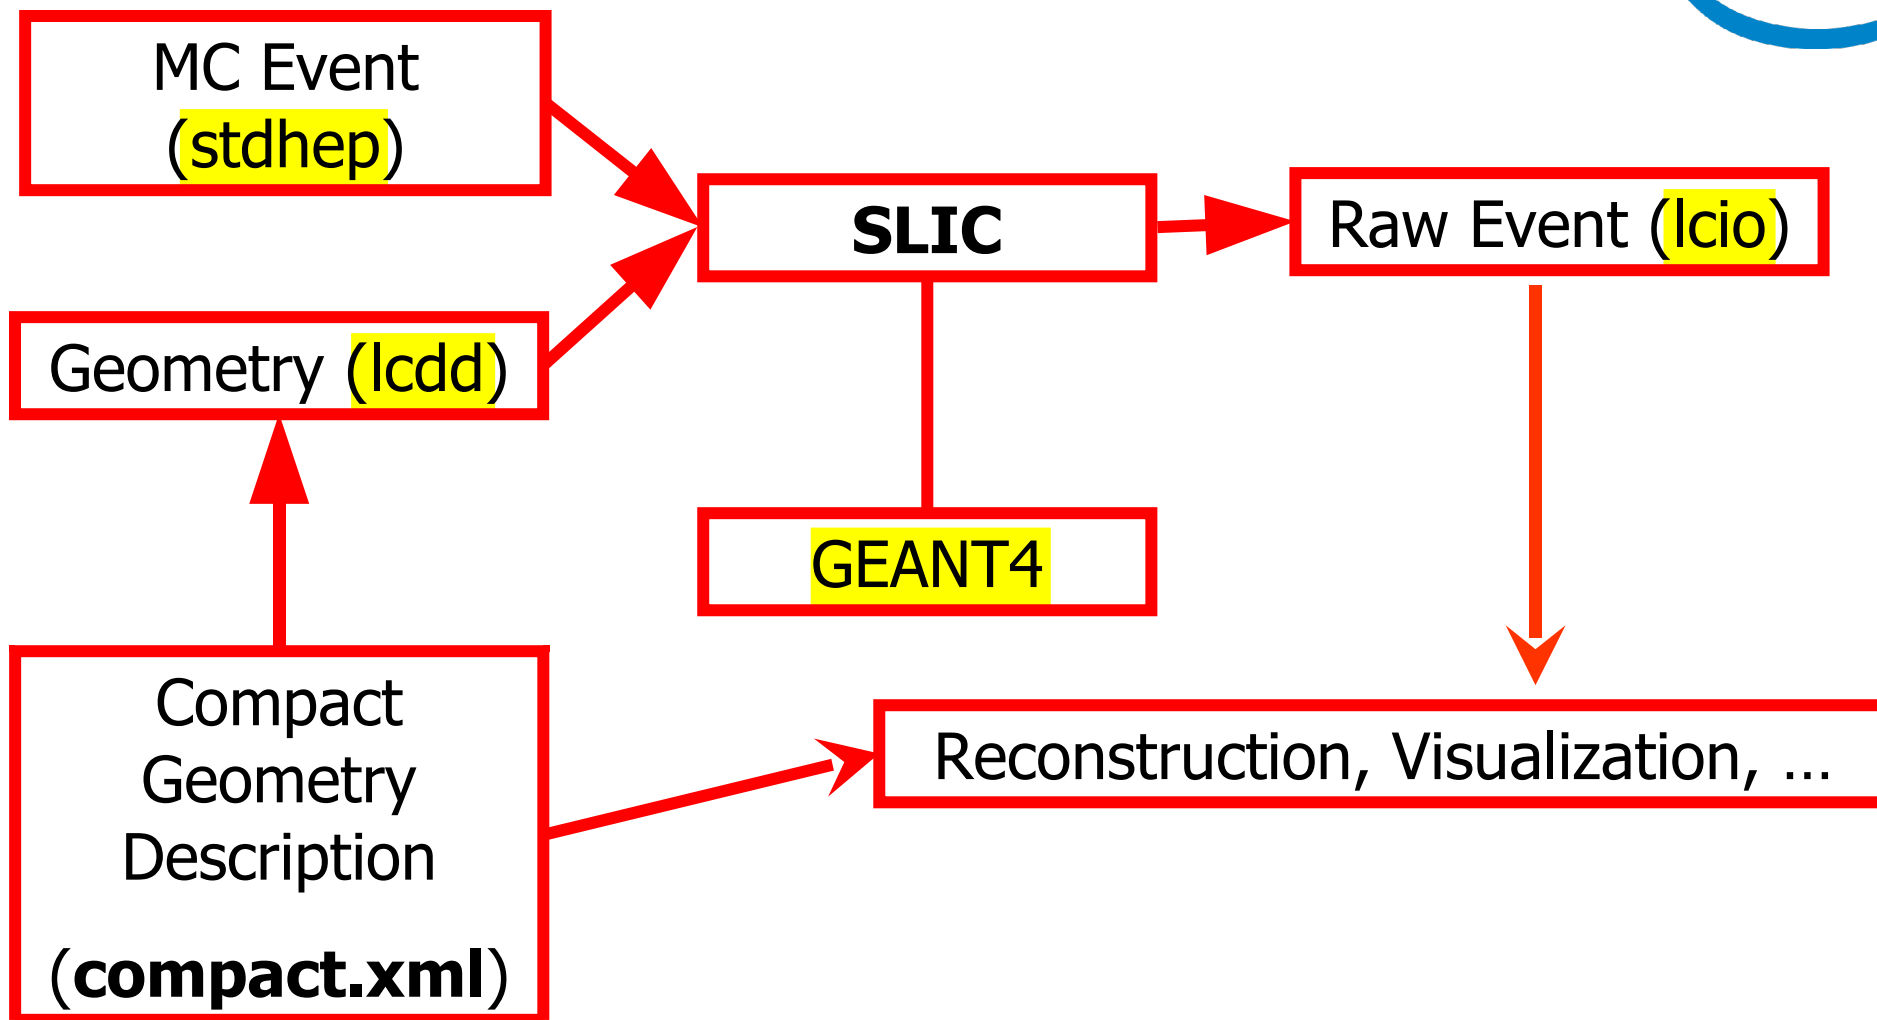 MC Event
(stdhep)
SLIC
Raw Event (lcio)
Geometry (lcdd)
GEANT4
Compact
Geometry
Description
(compact.xml)
Reconstruction, Visualization, …